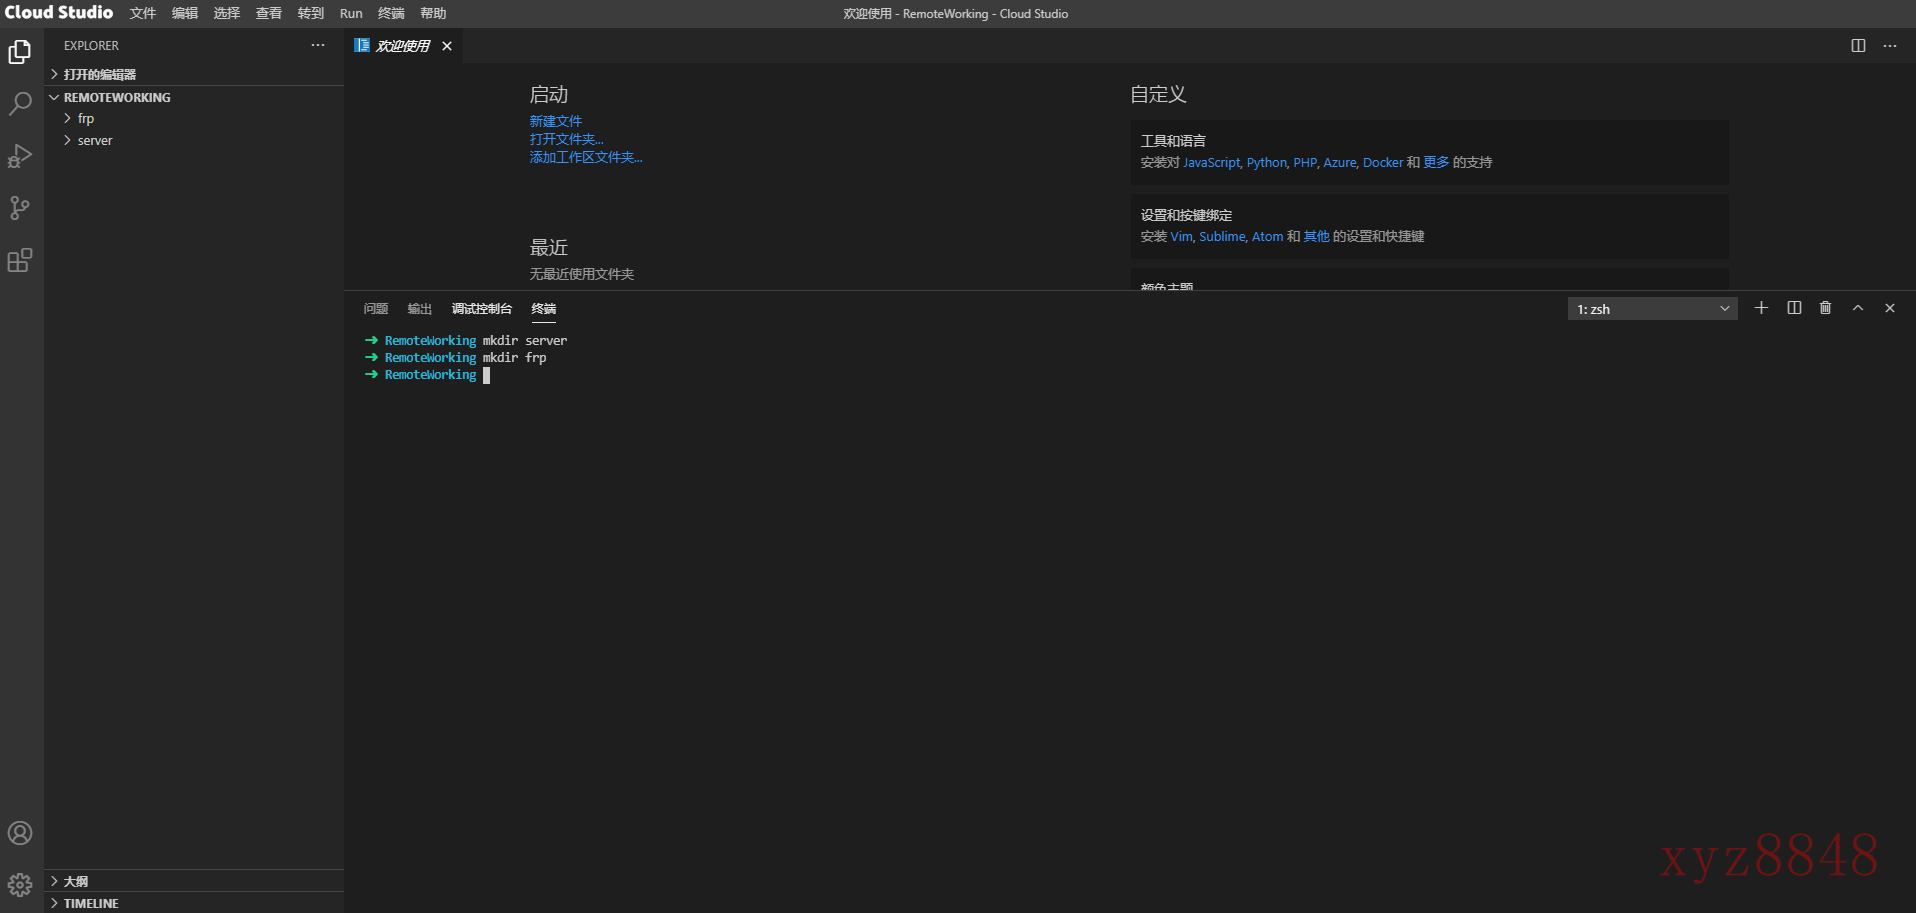 Cloud Studio 文件 编辑 选择 查看 转到 Run 终端 帮助
欢迎使用 - RemoteWorking - Cloud Studio
EXPLORER
打开的编辑器
REMOTEWORKING
frp
server
大纲
TIMELINE
欢迎使用
启动
新建文件
打开文件夹...
添加工作区文件夹...
最近
无最近使用文件夹
自定义
工具和语言
安装对 JavaScript, Python, PHP, Azure, Docker 和 更多 的支持
设置和按键绑定
安装 Vim, Sublime, Atom 和 其他 的设置和快捷键
颜色主题
问题 输出 调试控制台 终端
1: zsh
➜ RemoteWorking mkdir server
➜ RemoteWorking mkdir frp
➜ RemoteWorking
xyz8848